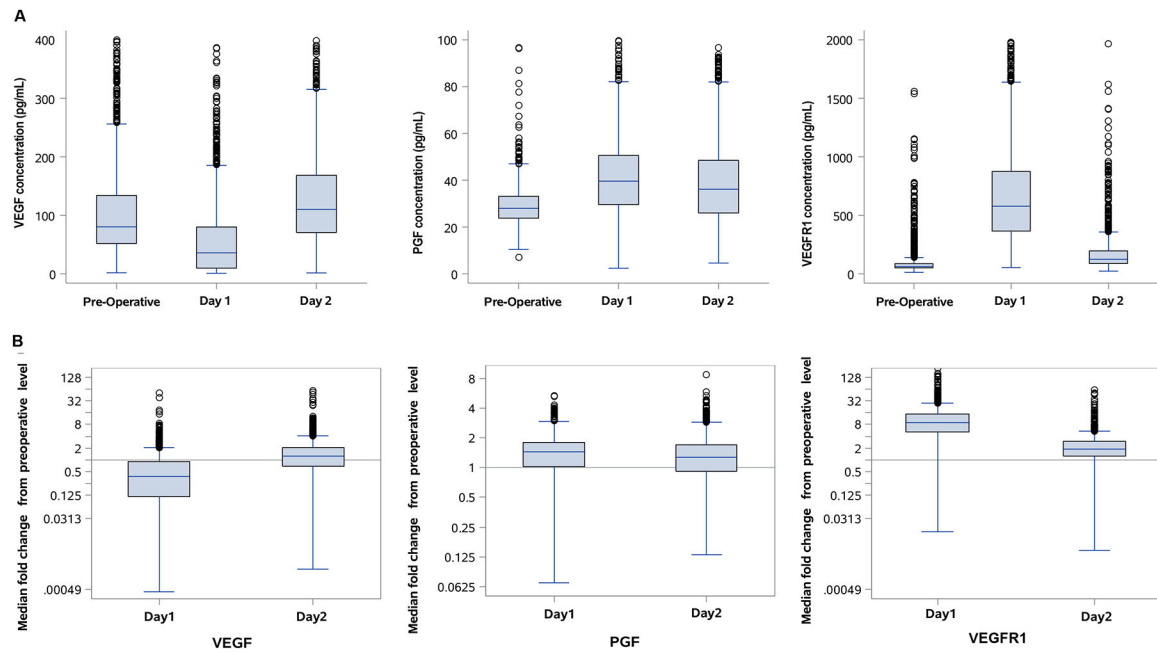 A
VEGF concentration (pg/mL)
400
300
200
100
0
Pre-Operative Day 1 Day 2
PGF concentration (pg/mL)
100
80
60
40
20
0
Pre-Operative Day 1 Day 2
VEGFR1 concentration (pg/mL)
2000
1500
1000
500
0
Pre-Operative Day 1 Day 2
B
Median fold change from preoperative level
128
32
8
2
0.5
0.125
0.0313
.00049
Day1 Day2
VEGF
Median fold change from preoperative level
8
4
2
1
0.5
0.25
0.125
0.0625
Day1 Day2
PGF
Median fold change from preoperative level
128
32
8
2
0.5
0.125
0.0313
.00049
Day1 Day2
VEGFR1